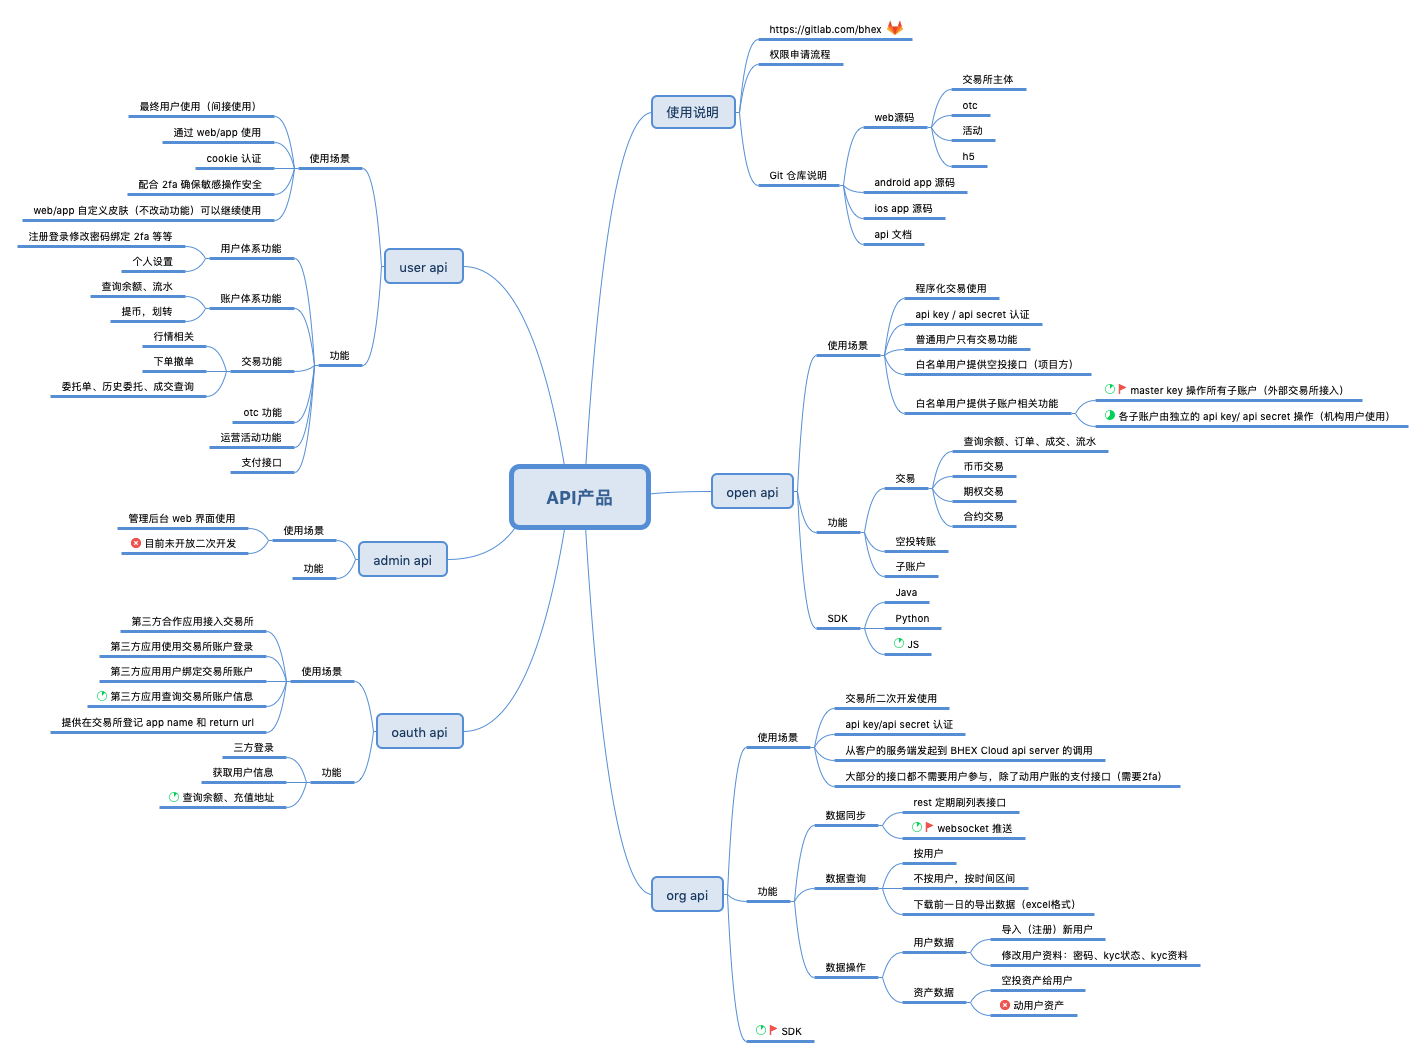 API产品
使用说明
https://gitlab.com/bhex
权限申请流程
Git 仓库说明
web源码
交易所主体
otc
活动
h5
android app 源码
ios app 源码
api 文档
open api
使用场景
程序化交易使用
api key / api secret 认证
普通用户只有交易功能
白名单用户提供空投接口（项目方）
白名单用户提供子账户相关功能
master key 操作所有子账户（外部交易所接入）
各子账户由独立的 api key/ api secret 操作（机构用户使用）
功能
交易
查询余额、订单、成交、流水
币币交易
期权交易
合约交易
空投转账
子账户
SDK
Java
Python
JS
org api
使用场景
交易所二次开发使用
api key/api secret 认证
从客户的服务端发起到 BHEX Cloud api server 的调用
大部分的接口都不需要用户参与，除了动用户账的支付接口（需要2fa）
功能
数据同步
rest 定期刷列表接口
websocket 推送
数据查询
按用户
不按用户，按时间区间
下载前一日的导出数据（excel格式）
数据操作
用户数据
导入（注册）新用户
修改用户资料：密码、kyc状态、kyc资料
资产数据
空投资产给用户
动用户资产
SDK
user api
使用场景
最终用户使用（间接使用）
通过 web/app 使用
cookie 认证
配合 2fa 确保敏感操作安全
web/app 自定义皮肤（不改动功能）可以继续使用
功能
用户体系功能
注册登录修改密码绑定 2fa 等等
个人设置
账户体系功能
查询余额、流水
提币，划转
交易功能
行情相关
下单撤单
委托单、历史委托、成交查询
otc 功能
运营活动功能
支付接口
admin api
使用场景
管理后台 web 界面使用
目前未开放二次开发
功能
oauth api
使用场景
第三方合作应用接入交易所
第三方应用使用交易所账户登录
第三方应用用户绑定交易所账户
第三方应用查询交易所账户信息
提供在交易所登记 app name 和 return url
功能
三方登录
获取用户信息
查询余额、充值地址